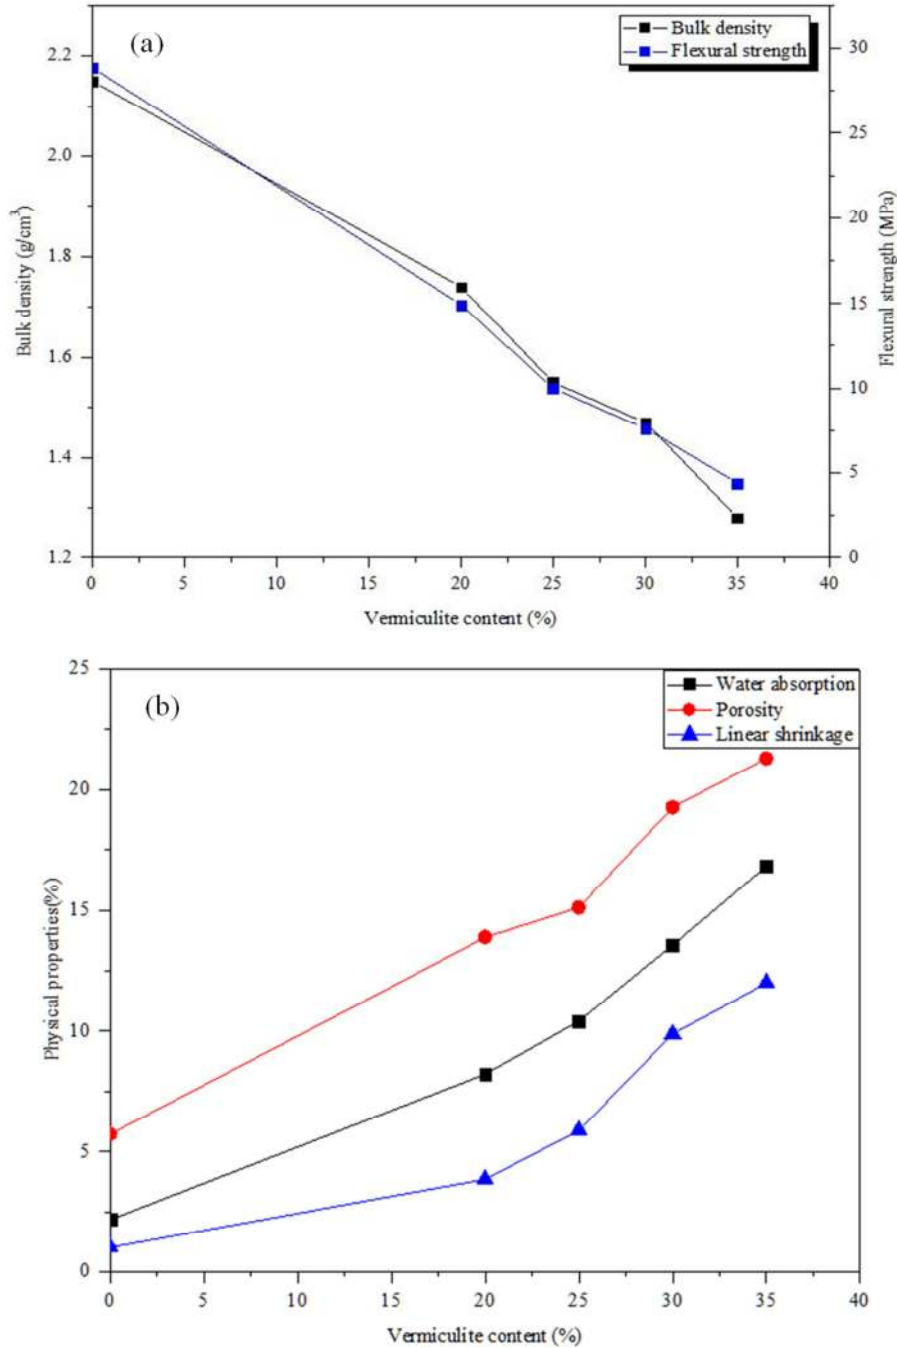 (a)
Bulk density
Flexural strength
2.2
2.0
1.8
1.6
1.4
1.2
Bulk density (g/cm³)
30
25
20
15
10
5
0
Flexural strength (MPa)
0 5 10 15 20 25 30 35 40
Vermiculite content (%)
(b)
Water absorption
Porosity
Linear shrinkage
25
20
15
10
5
0
Physical properties(%)
0 5 10 15 20 25 30 35 40
Vermiculite content (%)